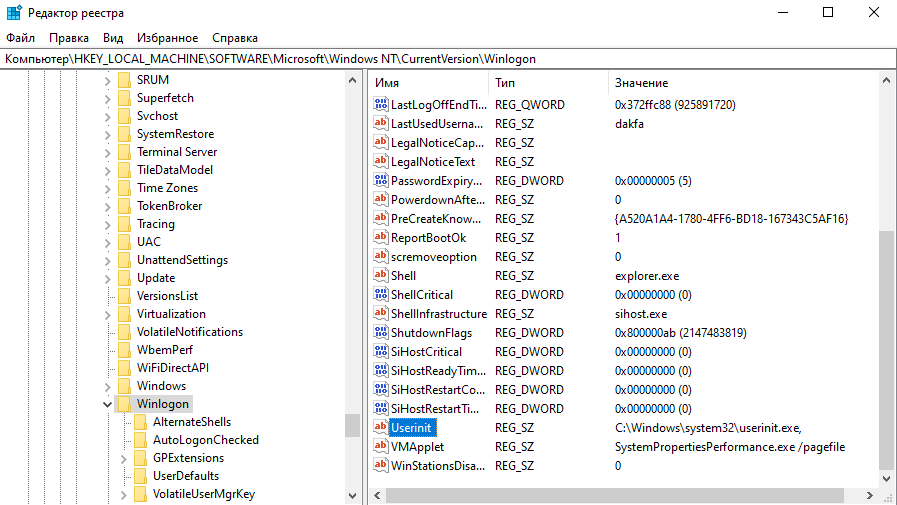 Редактор реестра
Файл Правка Вид Избранное Справка
Компьютер\HKEY_LOCAL_MACHINE\SOFTWARE\Microsoft\Windows NT\CurrentVersion\Winlogon
SRUM
Superfetch
Svchost
SystemRestore
Terminal Server
TileDataModel
Time Zones
TokenBroker
Tracing
UAC
UnattendSettings
Update
VersionsList
Virtualization
VolatileNotifications
WbemPerf
WiFiDirectAPI
Windows
Winlogon
AlternateShells
AutoLogonChecked
GPExtensions
UserDefaults
VolatileUserMgrKey
Имя Тип Значение
LastLogOffEndTi... REG_QWORD 0x372ffc88 (925891720)
LastUsedUserna... REG_SZ dakfa
LegalNoticeCap... REG_SZ
LegalNoticeText REG_SZ
PasswordExpiry... REG_DWORD 0x00000005 (5)
PowerdownAfte... REG_SZ 0
PreCreateKnow... REG_SZ {A520A1A4-1780-4FF6-BD18-167343C5AF16}
ReportBootOk REG_SZ 1
scremoveoption REG_SZ 0
Shell REG_SZ explorer.exe
ShellCritical REG_DWORD 0x00000000 (0)
ShellInfrastructure REG_SZ sihost.exe
ShutdownFlags REG_DWORD 0x800000ab (2147483819)
SiHostCritical REG_DWORD 0x00000000 (0)
SiHostReadyTim... REG_DWORD 0x00000000 (0)
SiHostRestartCo... REG_DWORD 0x00000000 (0)
SiHostRestartTi... REG_DWORD 0x00000000 (0)
Userinit REG_SZ C:\Windows\system32\userinit.exe,
VMApplet REG_SZ SystemPropertiesPerformance.exe /pagefile
WinStationsDisa... REG_SZ 0